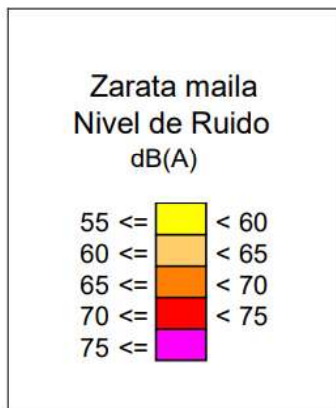 Zarata maila
Nivel de Ruido
dB(A)
55 <= < 60
60 <= < 65
65 <= < 70
70 <= < 75
75 <=